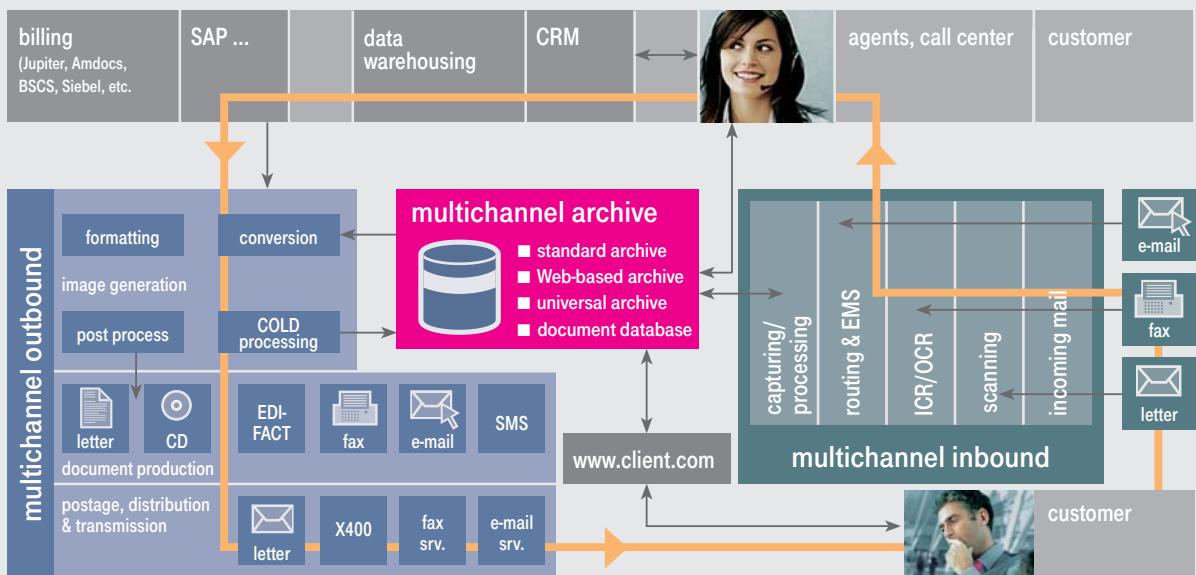 billing
(Jupiter, Amdocs,
BSCS, Siebel, etc.
SAP ...
data
warehousing
CRM
agents, call center
customer
multichannel outbound
formatting
conversion
image generation
post process
COLD
processing
letter
CD
EDI-
FACT
fax
e-mail
SMS
document production
postage, distribution
& transmission
letter
X400
fax
srv.
e-mail
srv.
multichannel archive
standard archive
Web-based archive
universal archive
document database
www.client.com
capturing/
processing
routing & EMS
ICR/OCR
scanning
incoming mail
multichannel inbound
e-mail
fax
letter
customer